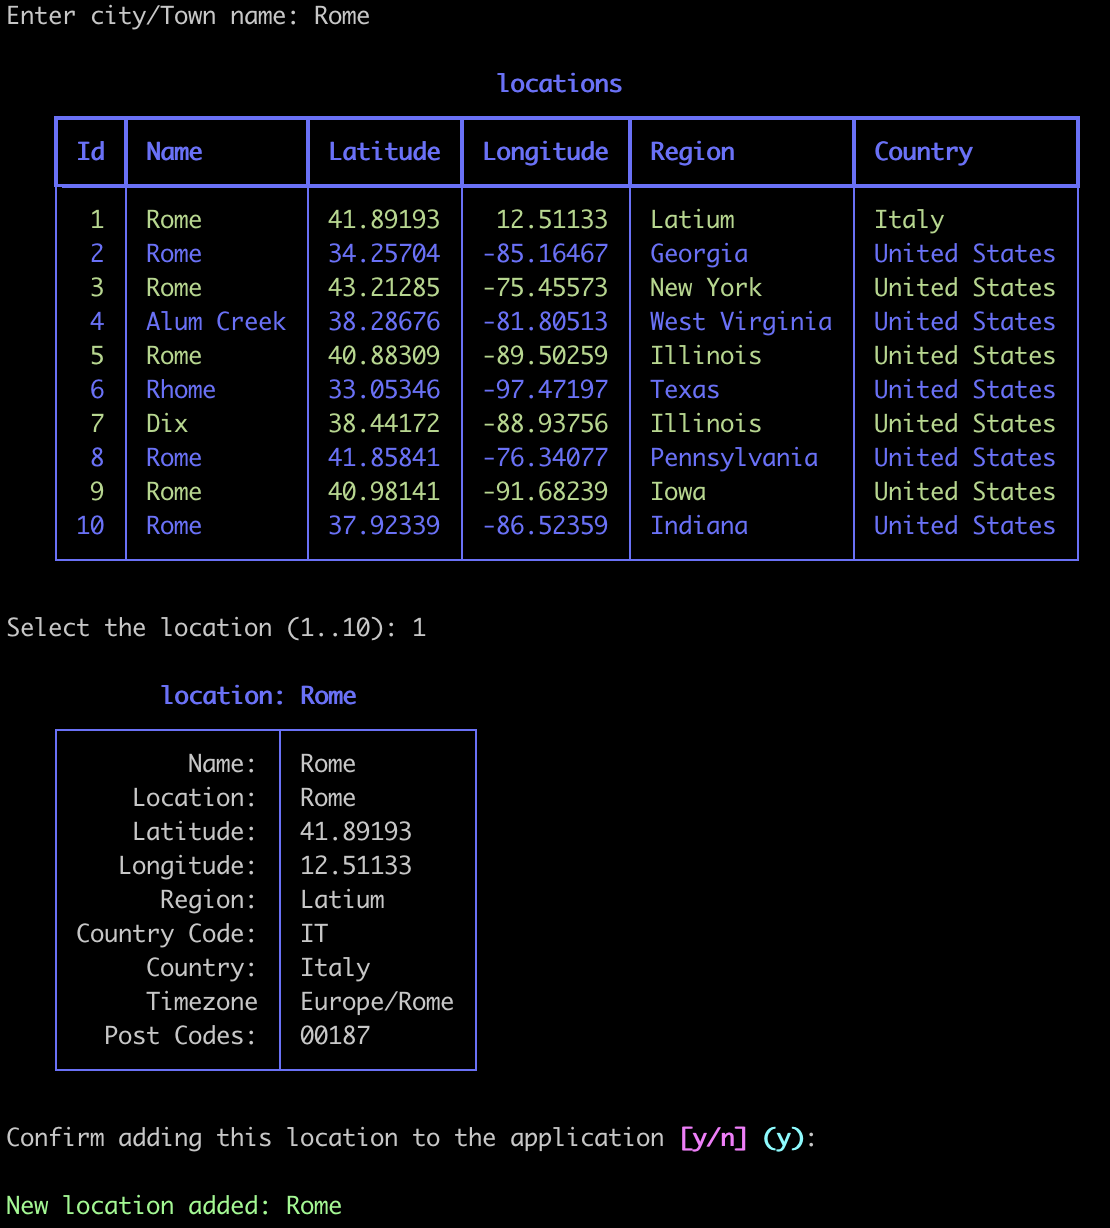 Enter city/Town name: Rome
locations
Id Name Latitude Longitude Region Country
1 Rome 41.89193 12.51133 Latium Italy
2 Rome 34.25704 -85.16467 Georgia United States
3 Rome 43.21285 -75.45573 New York United States
4 Alum Creek 38.28676 -81.80513 West Virginia United States
5 Rome 40.88309 -89.50259 Illinois United States
6 Rhome 33.05346 -97.47197 Texas United States
7 Dix 38.44172 -88.93756 Illinois United States
8 Rome 41.85841 -76.34077 Pennsylvania United States
9 Rome 40.98141 -91.68239 Iowa United States
10 Rome 37.92339 -86.52359 Indiana United States
Select the location (1..10): 1
location: Rome
Name: Rome
Location: Rome
Latitude: 41.89193
Longitude: 12.51133
Region: Latium
Country Code: IT
Country: Italy
Timezone Europe/Rome
Post Codes: 00187
Confirm adding this location to the application [y/n] (y):
New location added: Rome